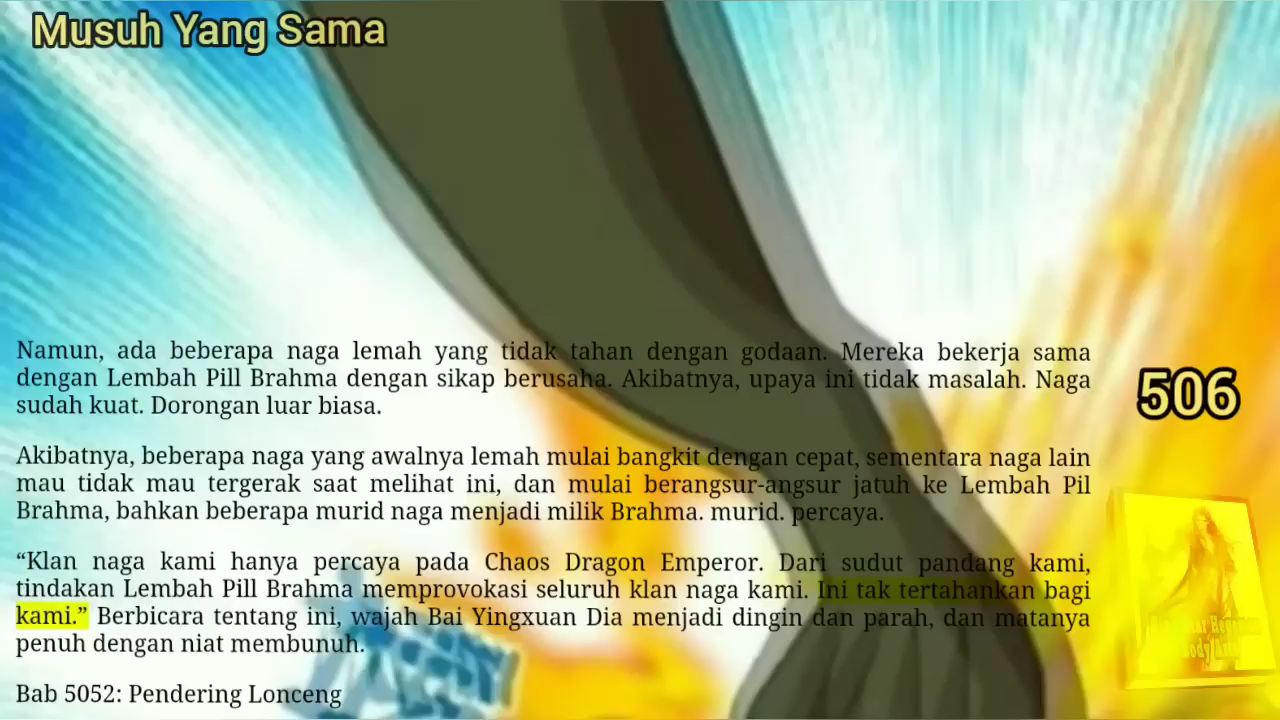 Musuh Yang Sama
Namun, ada beberapa naga lemah yang tidak tahan dengan godaan. Mereka bekerja sama
dengan Lembah Pill Brahma dengan sikap berusaha. Akibatnya, upaya ini tidak masalah. Naga
sudah kuat. Dorongan luar biasa.
506
Akibatnya, beberapa naga yang awalnya lemah mulai bangkit dengan cepat, sementara naga lain
mau tidak mau tergerak saat melihat ini, dan mulai berangsur-angsur jatuh ke Lembah Pil
Brahma, bahkan beberapa murid naga menjadi milik Brahma. murid. percaya.
“Klan naga kami hanya percaya pada Chaos Dragon Emperor. Dari sudut pandang kami,
tindakan Lembah Pill Brahma memprovokasi seluruh klan naga kami. Ini tak tertahankan bagi
kami.” Berbicara tentang ini, wajah Bai Yingxuan Dia menjadi dingin dan parah, dan matanya
penuh dengan niat membunuh.
Bab 5052: Pendering Lonceng